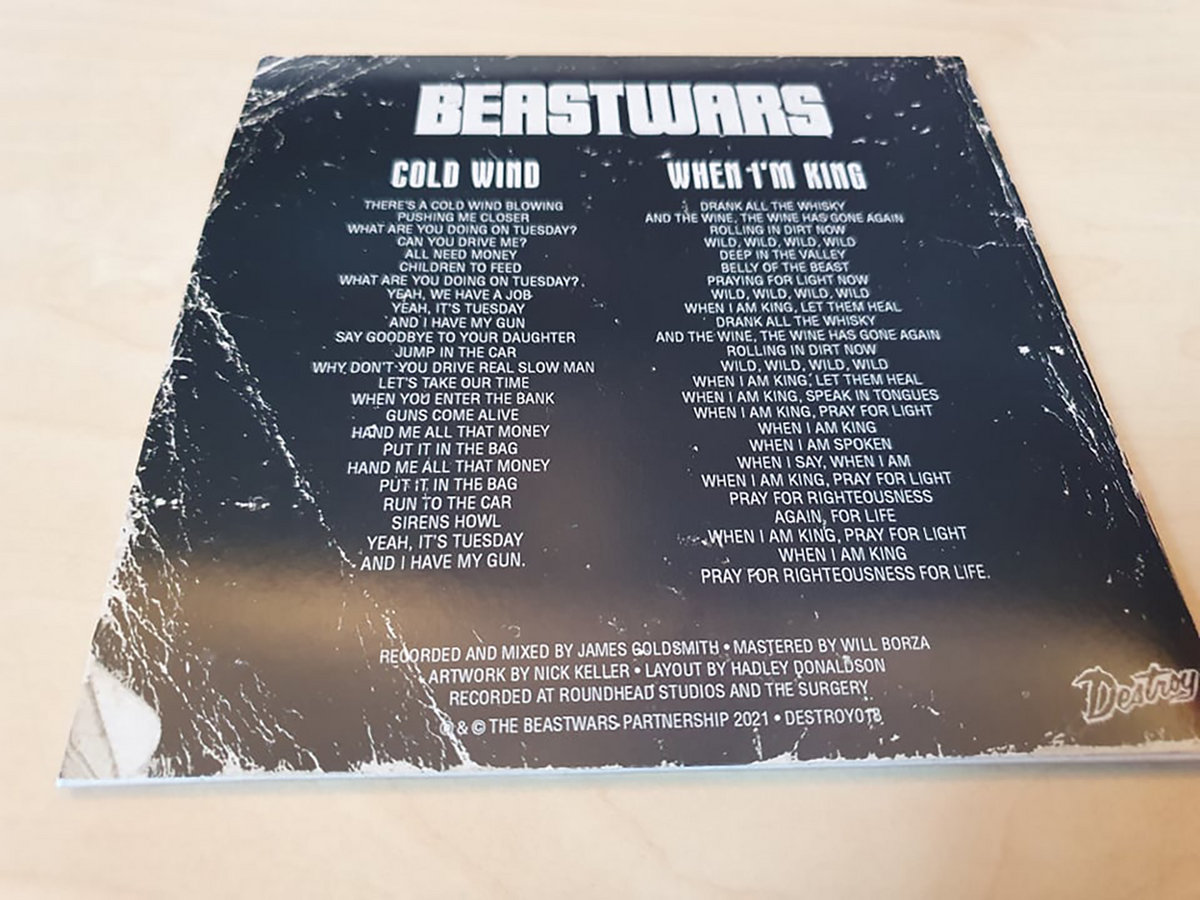 BEASTWARS
COLD WIND
THERE'S A COLD WIND BLOWING
PUSHING ME CLOSER
WHAT ARE YOU DOING ON TUESDAY?
CAN YOU DRIVE ME?
ALL NEED MONEY
CHILDREN TO FEED
WHAT ARE YOU DOING ON TUESDAY?
YEAH, WE HAVE A JOB
YEAH, IT'S TUESDAY
AND I HAVE MY GUN
SAY GOODBYE TO YOUR DAUGHTER
JUMP IN THE CAR
WHY DON'T YOU DRIVE REAL SLOW MAN
LET'S TAKE OUR TIME
WHEN YOU ENTER THE BANK
GUNS COME ALIVE
HAND ME ALL THAT MONEY
PUT IT IN THE BAG
HAND ME ALL THAT MONEY
PUT IT IN THE BAG
RUN TO THE CAR
SIRENS HOWL
YEAH, IT'S TUESDAY
AND I HAVE MY GUN.
WHEN I'M KING
DRANK ALL THE WHISKY
AND THE WINE, THE WINE HAS GONE AGAIN
ROLLING IN DIRT NOW
WILD, WILD, WILD, WILD
DEEP IN THE VALLEY
BELLY OF THE BEAST
PRAYING FOR LIGHT NOW
WILD, WILD, WILD, WILD
WHEN I AM KING, LET THEM HEAL
DRANK ALL THE WHISKY
AND THE WINE, THE WINE HAS GONE AGAIN
ROLLING IN DIRT NOW
WILD, WILD, WILD, WILD
WHEN I AM KING, LET THEM HEAL
WHEN I AM KING, SPEAK IN TONGUES
WHEN I AM KING, PRAY FOR LIGHT
WHEN I AM KING
WHEN I AM SPOKEN
WHEN I SAY, WHEN I AM
WHEN I AM KING, PRAY FOR LIGHT
PRAY FOR RIGHTEOUSNESS
AGAIN, FOR LIFE
WHEN I AM KING, PRAY FOR LIGHT
WHEN I AM KING
PRAY FOR RIGHTEOUSNESS FOR LIFE.
RECORDED AND MIXED BY JAMES GOLDSMITH • MASTERED BY WILL BORZA
ARTWORK BY NICK KELLER • LAYOUT BY HADLEY DONALDSON
RECORDED AT ROUNDHEAD STUDIOS AND THE SURGERY
℗ & © THE BEASTWARS PARTNERSHIP 2021 • DESTROY018
Destroy